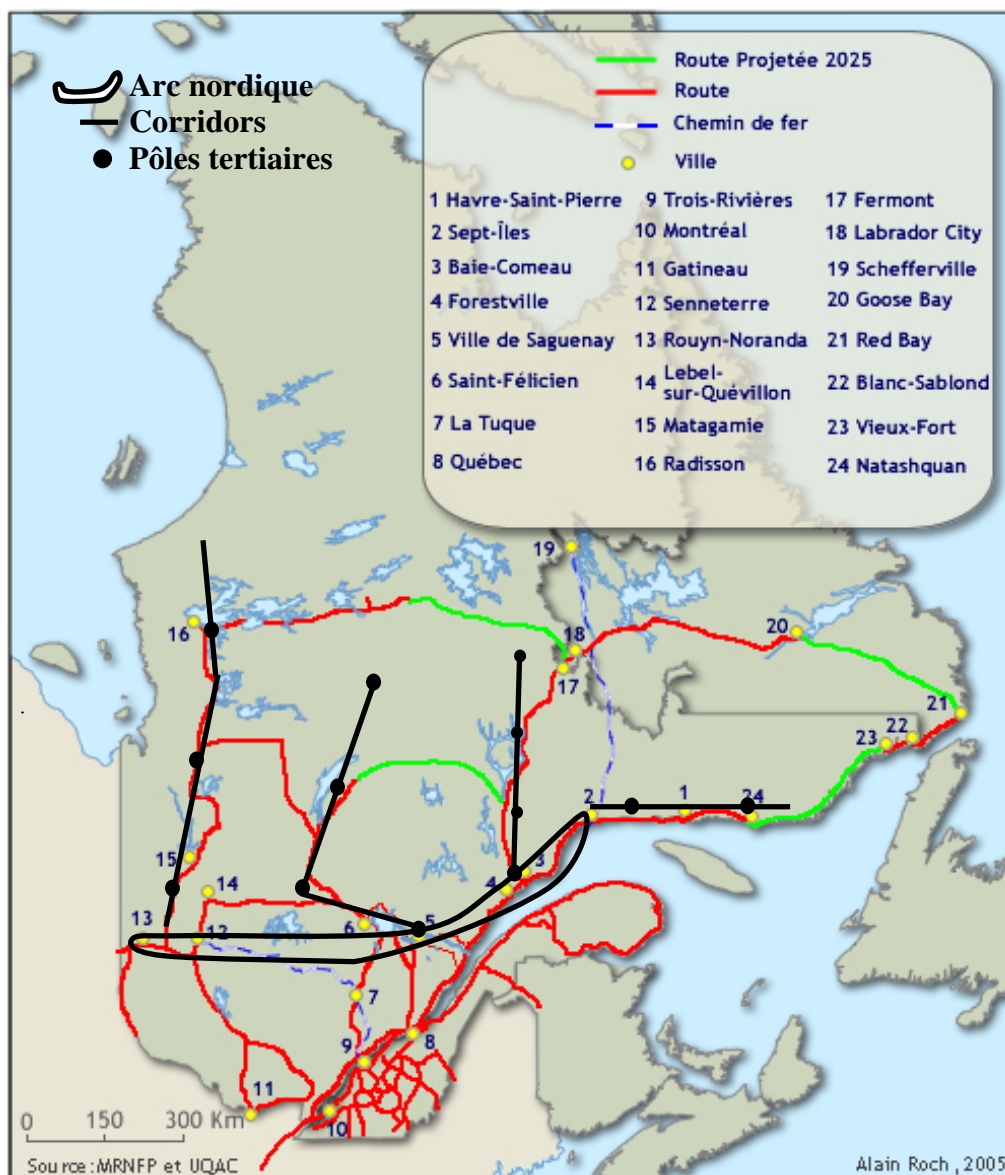 Arc nordique
Corridors
Pôles tertiaires
Route Projetée 2025
Route
Chemin de fer
Ville
1 Havre-Saint-Pierre
2 Sept-Îles
3 Baie-Comeau
4 Forestville
5 Ville de Saguenay
6 Saint-Félicien
7 La Tuque
8 Québec
9 Trois-Rivières
10 Montréal
11 Gatineau
12 Senneterre
13 Rouyn-Noranda
14 Lebel-
sur-Quévillon
15 Matagamie
16 Radisson
17 Fermont
18 Labrador City
19 Schefferville
20 Goose Bay
21 Red Bay
22 Blanc-Sablond
23 Vieux-Fort
24 Natashquan
19
16
18
20
17
21
23
22
2
1
24
15
3
14
4
13
12
6
5
7
9
8
11
10
0 150 300 Km
Source :MRNFP et UQAC
Alain Roch , 2005